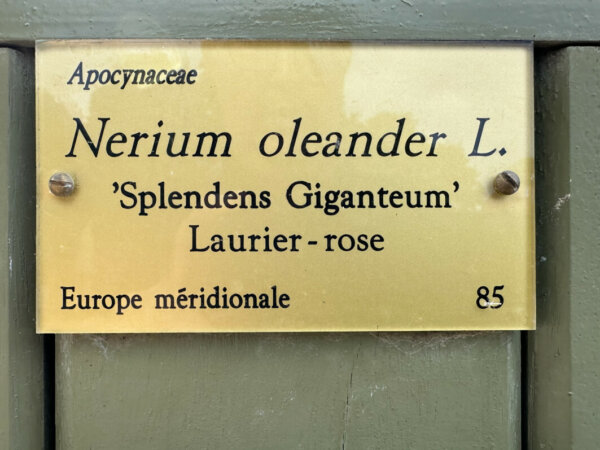 Apocynaceae
Nerium oleander L.
'Splendens Giganteum'
Laurier-rose
Europe méridionale 85